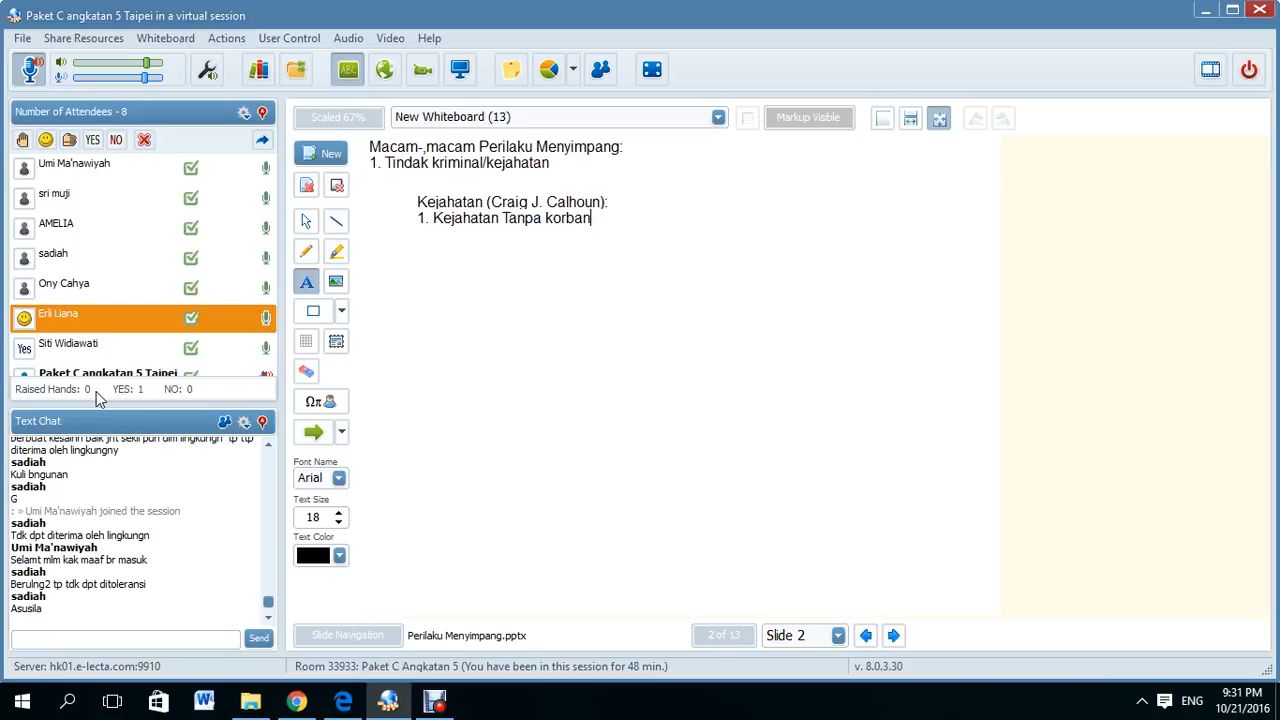 Paket C angkatan 5 Taipei in a virtual session
File Share Resources Whiteboard Actions User Control Audio Video Help
ABC
Number of Attendees - 8
YES NO
Umi Ma'nawiyah
sri muji
AMELIA
sadiah
Ony Cahya
Erli Liana
Yes Siti Widiawati
Paket C angkatan 5 Taipei
Raised Hands: 0 YES: 1 NO: 0
Text Chat
diterima oleh lingkungny
sadiah
Kuli bngunan
sadiah
G
: » Umi Ma'nawiyah joined the session
sadiah
Tdk dpt diterima oleh lingkungn
Umi Ma'nawiyah
Selamt mlm kak maaf br masuk
sadiah
Berulng2 tp tdk dpt ditoleransi
sadiah
Asusila
Send
Scaled 67% New Whiteboard (13) Markup Visible
New
A
Ωπ
Font Name
Arial
Text Size
18
Text Color
Macam-,macam Perilaku Menyimpang:
1. Tindak kriminal/kejahatan
Kejahatan (Craig J. Calhoun):
1. Kejahatan Tanpa korban
Slide Navigation Perilaku Menyimpang.pptx 2 of 13 Slide 2
Server: hk01.e-lecta.com:9910 Room 33933: Paket C Angkatan 5 (You have been in this session for 48 min.) v. 8.0.3.30
ENG 9:31 PM
10/21/2016